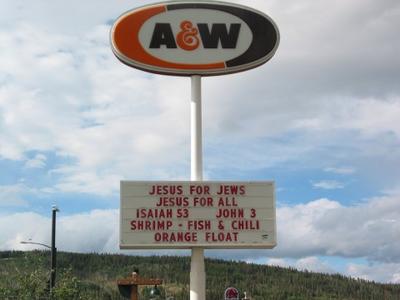 A&W
JESUS FOR JEWS
JESUS FOR ALL
ISAIAH 53 JOHN 3
SHRIMP - FISH & CHILI
ORANGE FLOAT